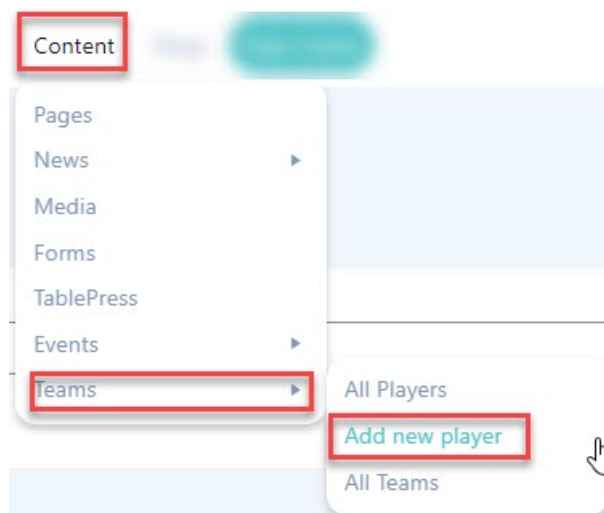 Content
Pages
News
Media
Forms
TablePress
Events
Teams
All Players
Add new player
All Teams